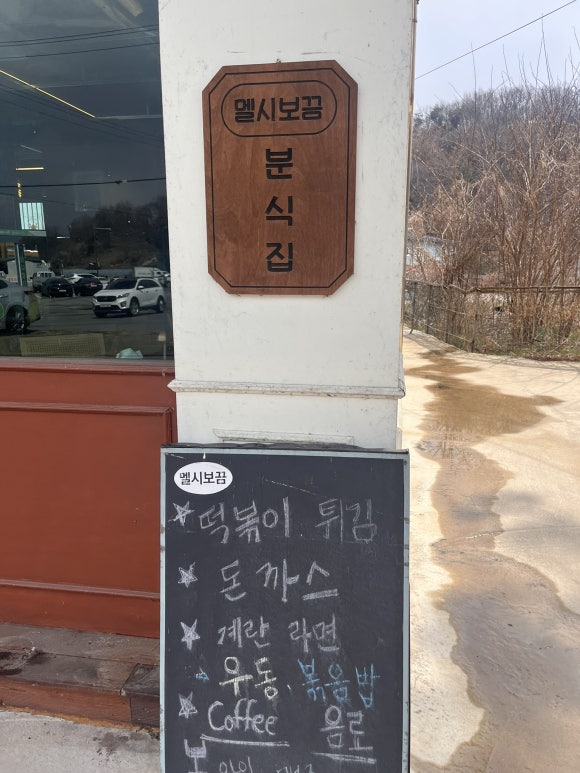 멜시보끔
분
식
집
멜시보끔
떡볶이 튀김
돈까스
계란 라면
우동, 볶음밥
Coffee 음료